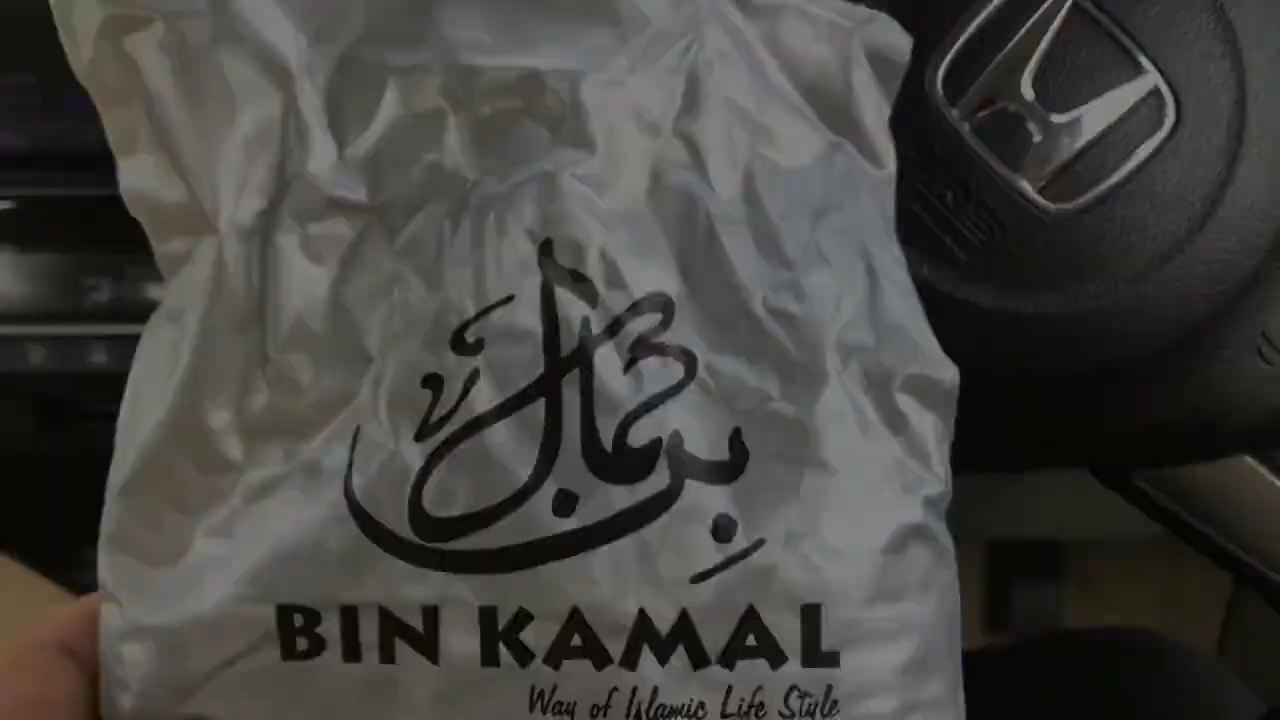 بن كمال
BIN KAMAL
Way of Islamic Life Style